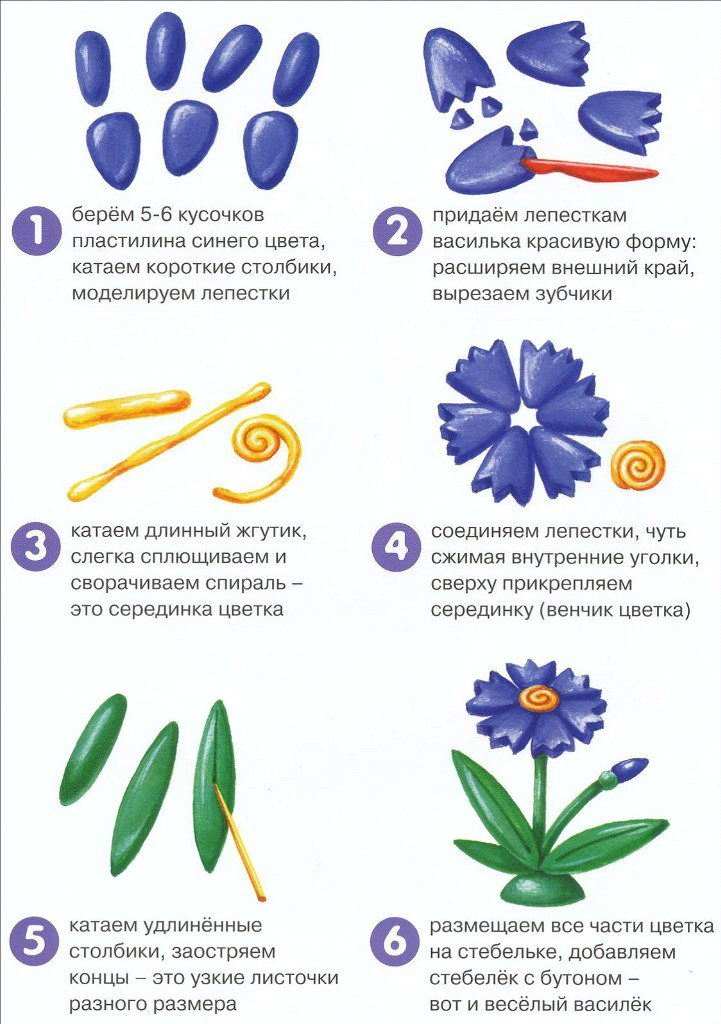 1
берём 5-6 кусочков
пластилина синего цвета,
катаем короткие столбики,
моделируем лепестки
2
придаём лепесткам
василька красивую форму:
расширяем внешний край,
вырезаем зубчики
3
катаем длинный жгутик,
слегка сплющиваем и
сворачиваем спираль –
это серединка цветка
4
соединяем лепестки, чуть
сжимая внутренние уголки,
сверху прикрепляем
серединку (венчик цветка)
5
катаем удлинённые
столбики, заостряем
концы – это узкие листочки
разного размера
6
размещаем все части цветка
на стебельке, добавляем
стебелёк с бутоном –
вот и весёлый василёк